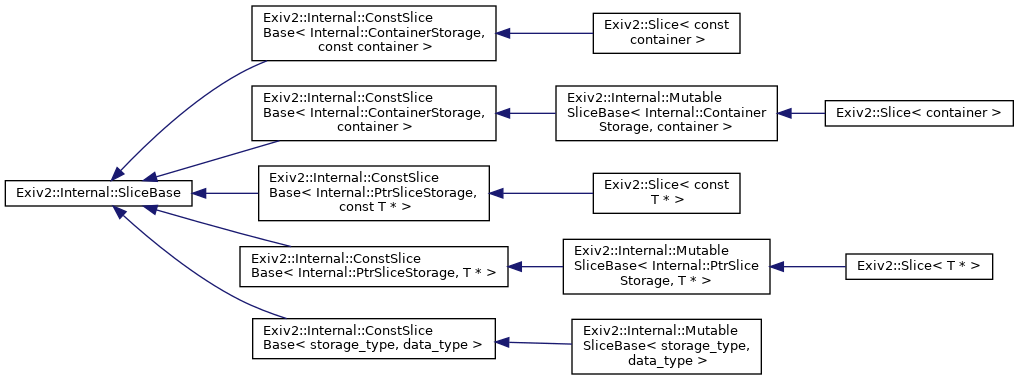 Exiv2::Internal::ConstSlice
Base< Internal::ContainerStorage,
const container >
Exiv2::Slice< const
container >
Exiv2::Internal::ConstSlice
Base< Internal::ContainerStorage,
container >
Exiv2::Internal::Mutable
SliceBase< Internal::Container
Storage, container >
Exiv2::Slice< container >
Exiv2::Internal::SliceBase
Exiv2::Internal::ConstSlice
Base< Internal::PtrSliceStorage,
const T * >
Exiv2::Slice< const
T * >
Exiv2::Internal::ConstSlice
Base< Internal::PtrSliceStorage, T * >
Exiv2::Internal::Mutable
SliceBase< Internal::PtrSlice
Storage, T * >
Exiv2::Slice< T * >
Exiv2::Internal::ConstSlice
Base< storage_type, data_type >
Exiv2::Internal::Mutable
SliceBase< storage_type,
data_type >